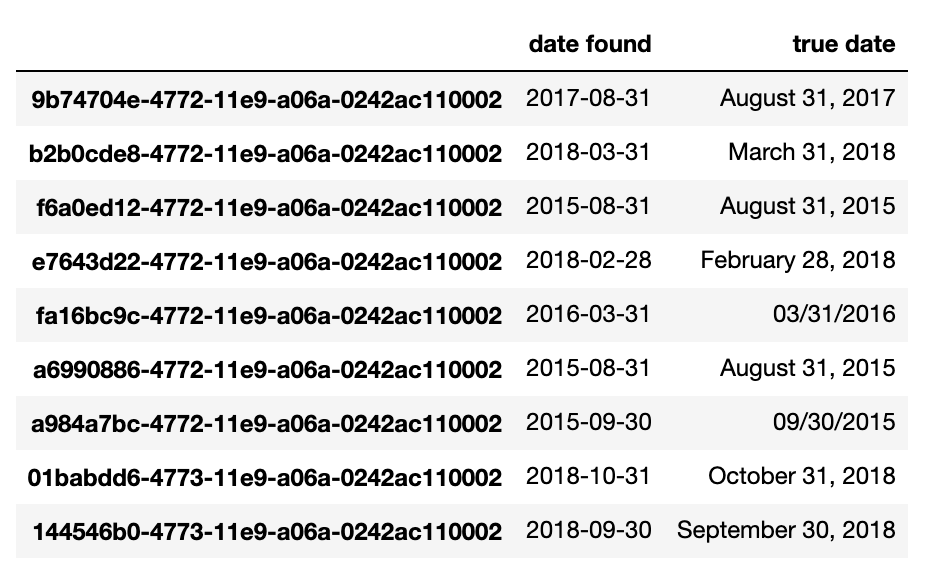 date found true date
9b74704e-4772-11e9-a06a-0242ac110002 2017-08-31 August 31, 2017
b2b0cde8-4772-11e9-a06a-0242ac110002 2018-03-31 March 31, 2018
f6a0ed12-4772-11e9-a06a-0242ac110002 2015-08-31 August 31, 2015
e7643d22-4772-11e9-a06a-0242ac110002 2018-02-28 February 28, 2018
fa16bc9c-4772-11e9-a06a-0242ac110002 2016-03-31 03/31/2016
a6990886-4772-11e9-a06a-0242ac110002 2015-08-31 August 31, 2015
a984a7bc-4772-11e9-a06a-0242ac110002 2015-09-30 09/30/2015
01babdd6-4773-11e9-a06a-0242ac110002 2018-10-31 October 31, 2018
144546b0-4773-11e9-a06a-0242ac110002 2018-09-30 September 30, 2018